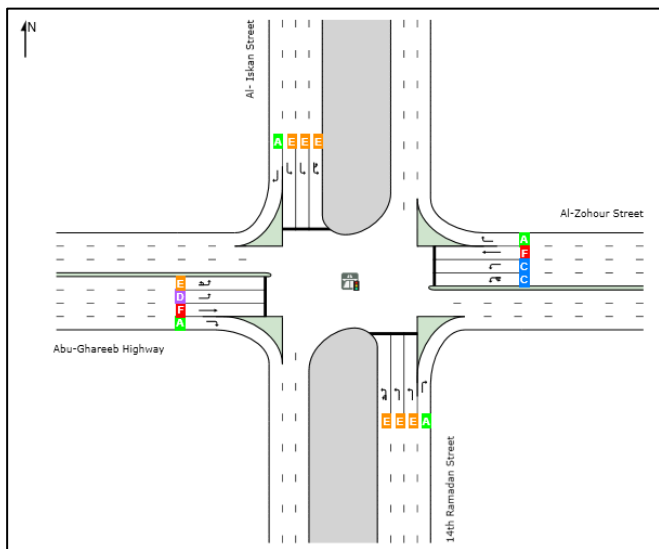 N
Al- Iskan Street
A E E E
Al-Zohour Street
A
F
C
C
E
D
F
A
Abu-Ghareeb Highway
E E E A
14th Ramadan Street